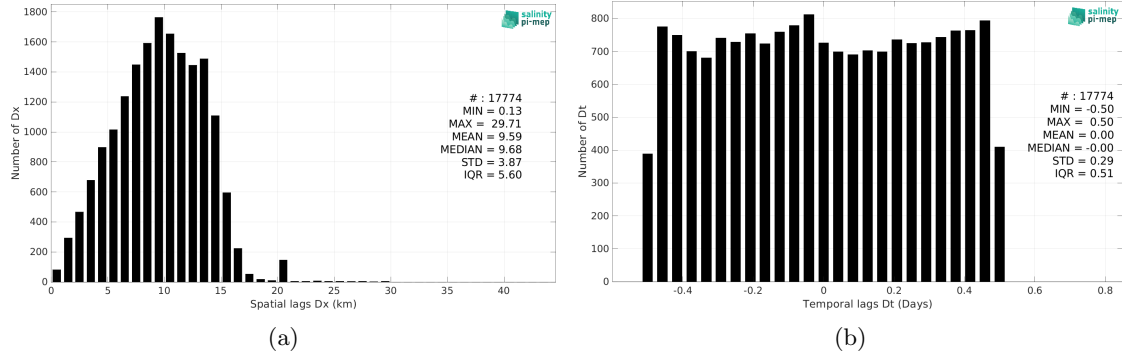 1800
1600
1400
1200
1000
800
600
400
200
0
Number of Dx
salinity
pi-mep
# : 17774
MIN = 0.13
MAX = 29.71
MEAN = 9.59
MEDIAN = 9.68
STD = 3.87
IQR = 5.60
0 5 10 15 20 25 30 35 40
Spatial lags Dx (km)
(a)
800
700
600
500
400
300
200
100
0
Number of Dt
salinity
pi-mep
# : 17774
MIN = -0.50
MAX = 0.50
MEAN = 0.00
MEDIAN = -0.00
STD = 0.29
IQR = 0.51
-0.4 -0.2 0 0.2 0.4 0.6 0.8
Temporal lags Dt (Days)
(b)